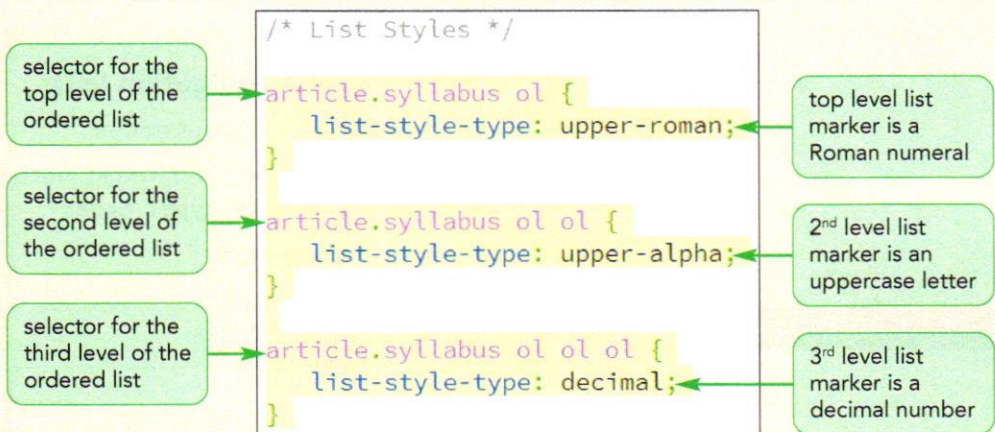 /* List Styles */
selector for the
top level of the
ordered list
article.syllabus ol {
list-style-type: upper-roman;
}
top level list
marker is a
Roman numeral
selector for the
second level of
the ordered list
article.syllabus ol ol {
list-style-type: upper-alpha;
}
2nd level list
marker is an
uppercase letter
selector for the
third level of the
ordered list
article.syllabus ol ol ol {
list-style-type: decimal;
}
3rd level list
marker is a
decimal number